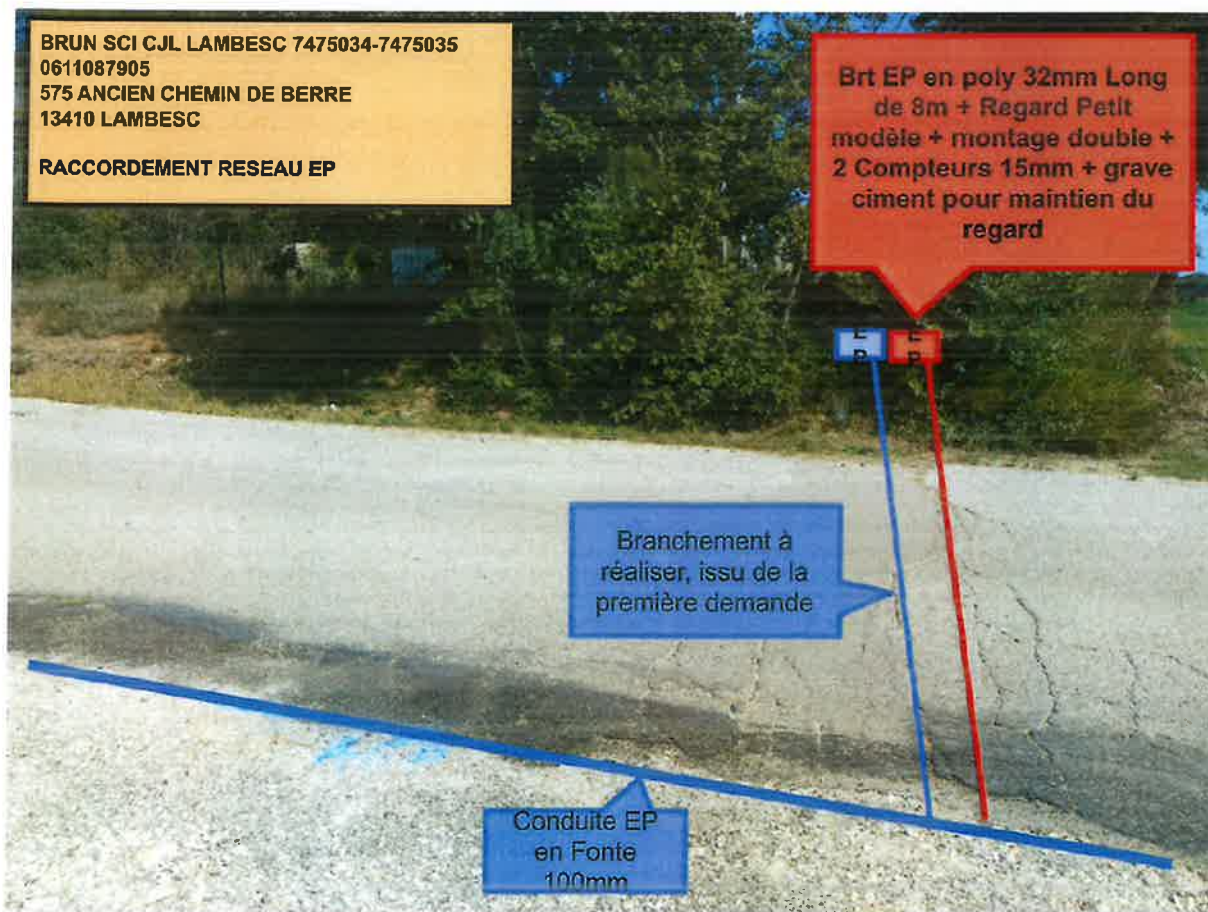 BRUN SCI CJL LAMBESC 7475034-7475035
0611087905
575 ANCIEN CHEMIN DE BERRE
13410 LAMBESC
RACCORDEMENT RESEAU EP
Brt EP en poly 32mm Long
de 8m + Regard Petit
modèle + montage double +
2 Compteurs 15mm + grave
ciment pour maintien du
regard
E
P
E
P
Branchement à
réaliser, issu de la
première demande
Conduite EP
en Fonte
100mm